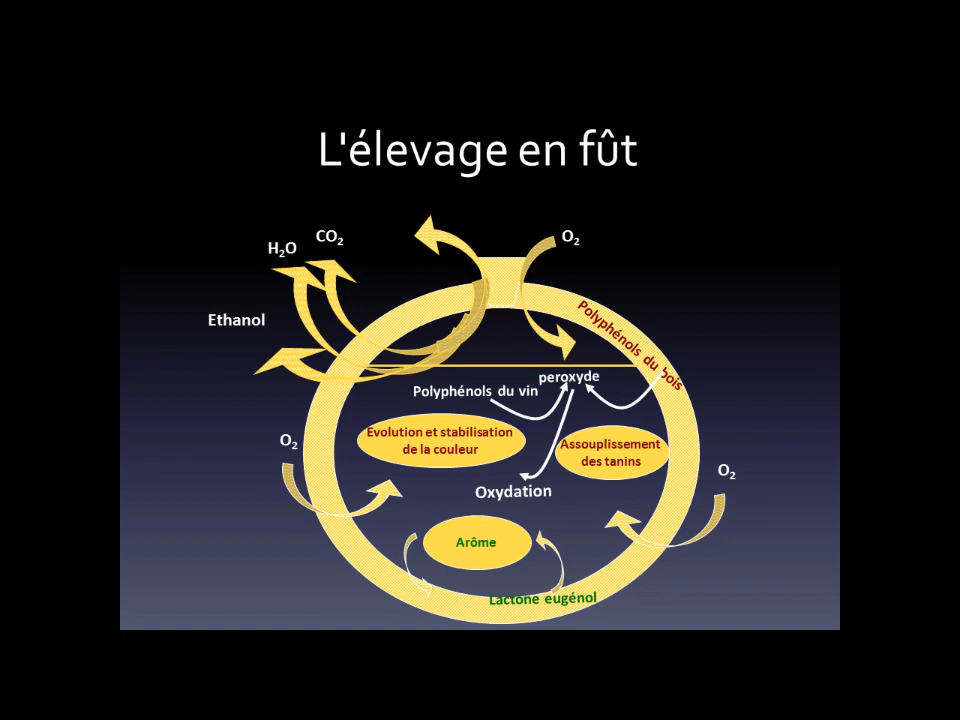 L'élevage en fût
CO₂
O₂
H₂O
Ethanol
Polyphénols du bois
peroxyde
Polyphénols du vin
Evolution et stabilisation
de la couleur
O₂
Assouplissement
des tanins
O₂
Oxydation
Arôme
Lactone eugénol